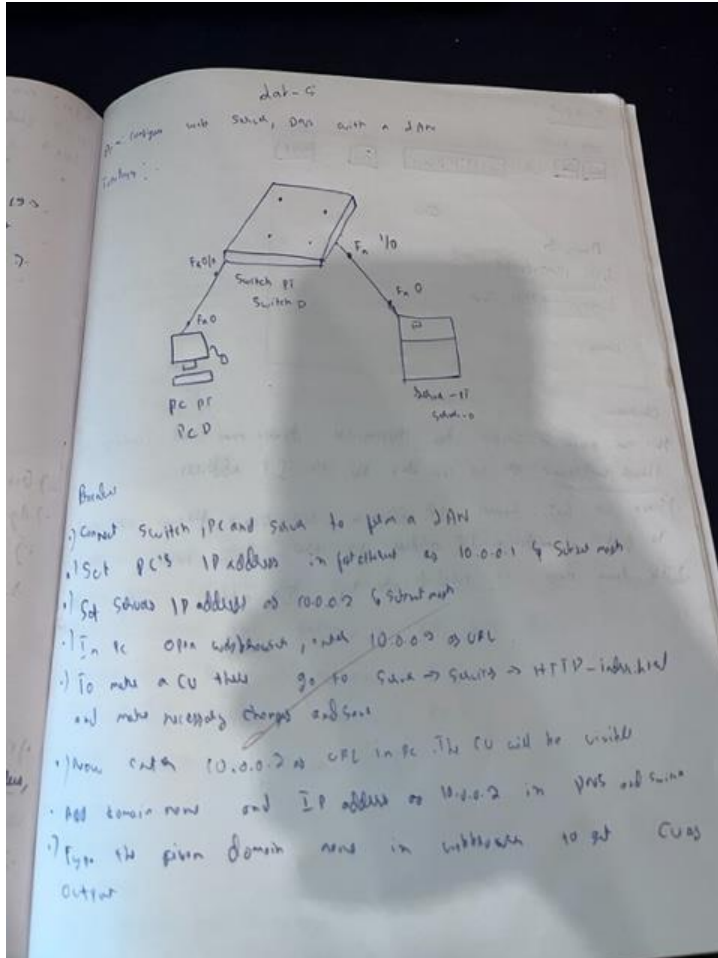 Lab-5
Aim - Configure web Server, DNS with a LAN
Topology :-
Fa0/0
Fa 1/0
Switch PT
Switch 0
Fa 0
Fa0
PC PT
PC 0
Server - PT
Server - 0
.) Connect Switch, PC and server to form a LAN
.) Set PC's IP address in fastethernet as 10.0.0.1 & Subnet mask
.) Set Servers IP address as 10.0.0.2 & Subnet mask
.) In PC open webbrowser, enter 10.0.0.2 as URL
.) To make a CV there go to Server → Services → HTTP - index.html
and make necessary changes and save
.) Now enter 10.0.0.2 as URL in PC. The CV will be visible
. Add domain name and IP address as 10.0.0.2 in DNS and
.) Type the given domain name in webbrowser to get CV as
Output